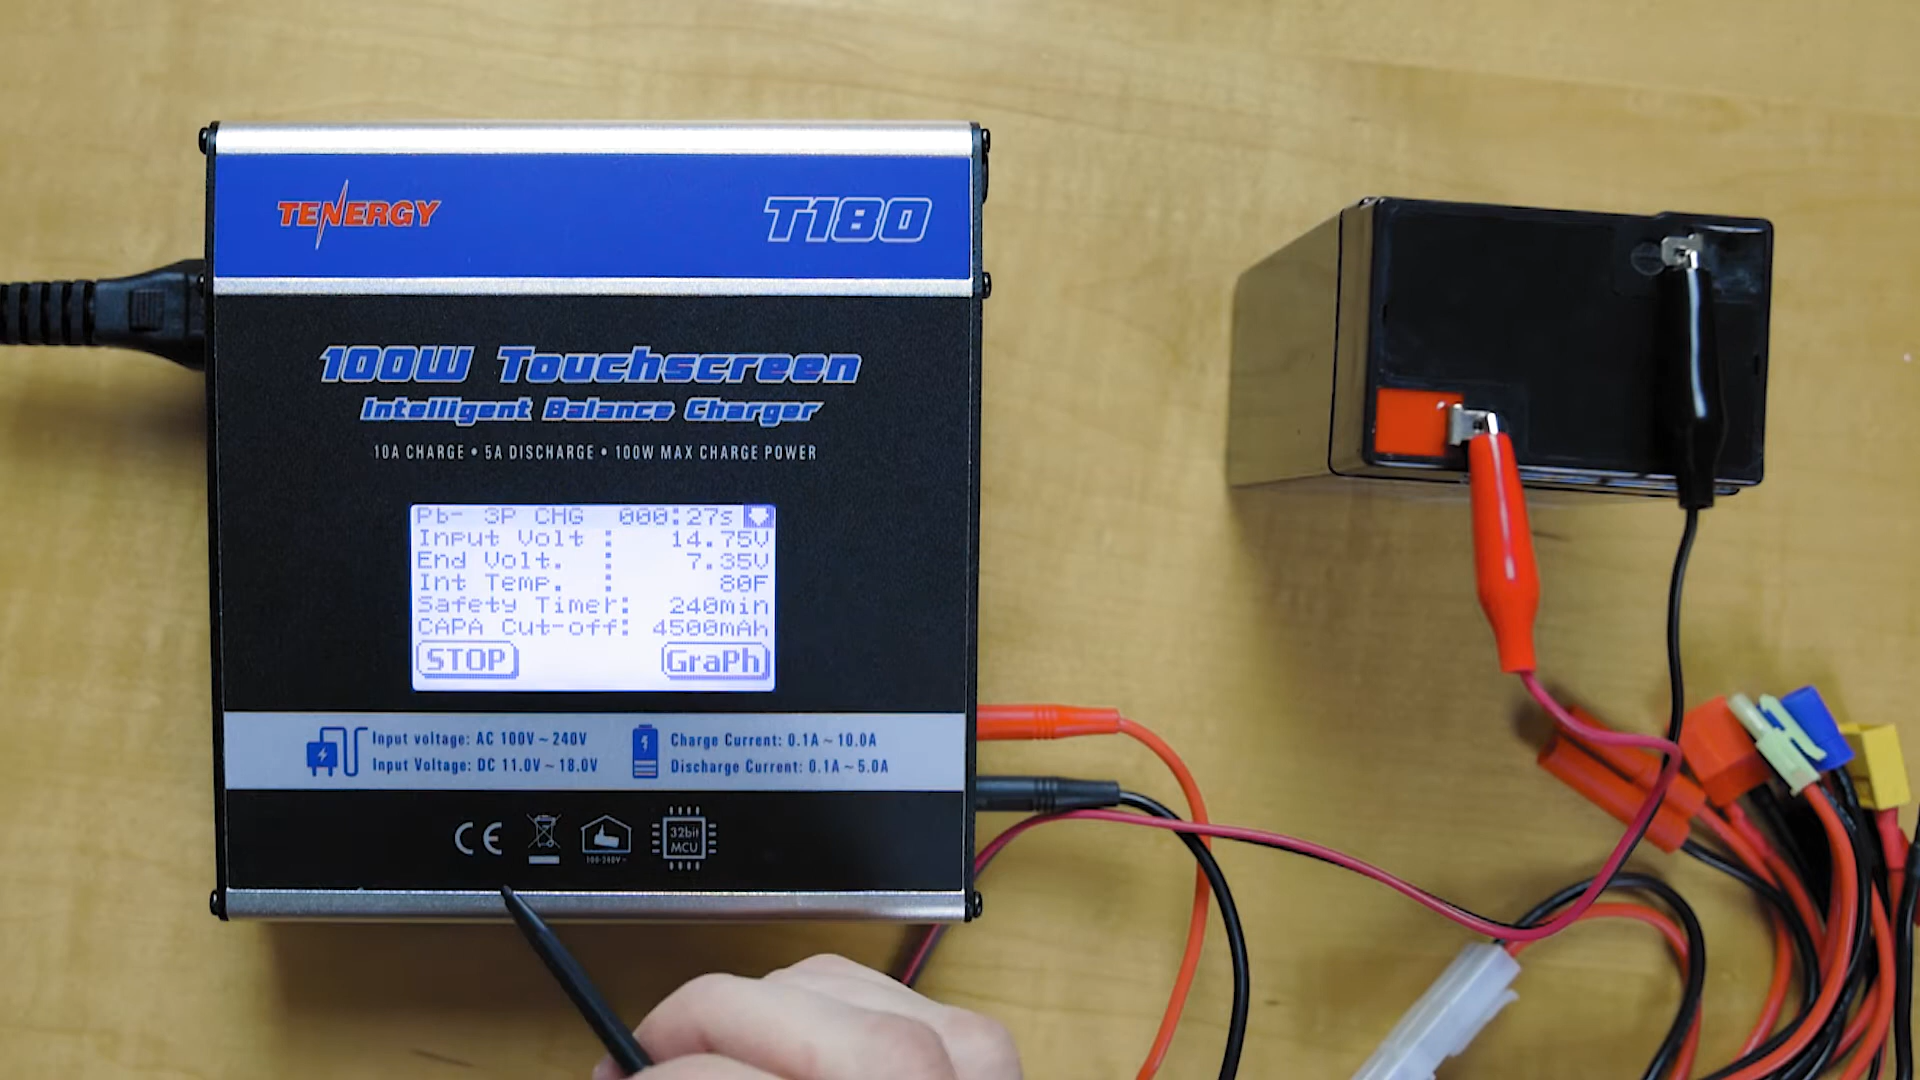 TENERGY
T180
100W Touchscreen
Intelligent Balance Charger
10A CHARGE • 5A DISCHARGE • 100W MAX CHARGE POWER
Pb- 3P CHG 000:27s
Input Volt : 14.75V
End Volt. : 7.35V
Int Temp. : 80F
Safety Timer: 240min
CAPA Cut-off: 4500mAh
STOP GraPh
Input voltage: AC 100V ~ 240V
Input Voltage: DC 11.0V ~ 18.0V
Charge Current: 0.1A ~ 10.0A
Discharge Current: 0.1A ~ 5.0A
CE
100-240V~
32bit
MCU